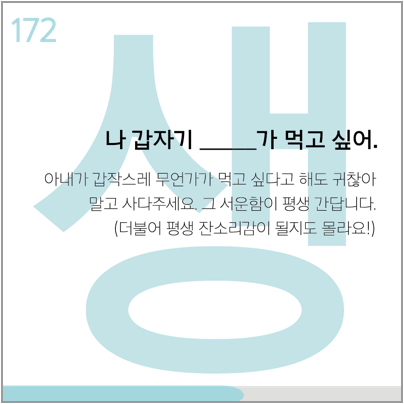 172
생
나 갑자기 _____가 먹고 싶어.
아내가 갑작스레 무언가가 먹고 싶다고 해도 귀찮아
말고 사다주세요. 그 서운함이 평생 간답니다.
(더불어 평생 잔소리감이 될지도 몰라요!)